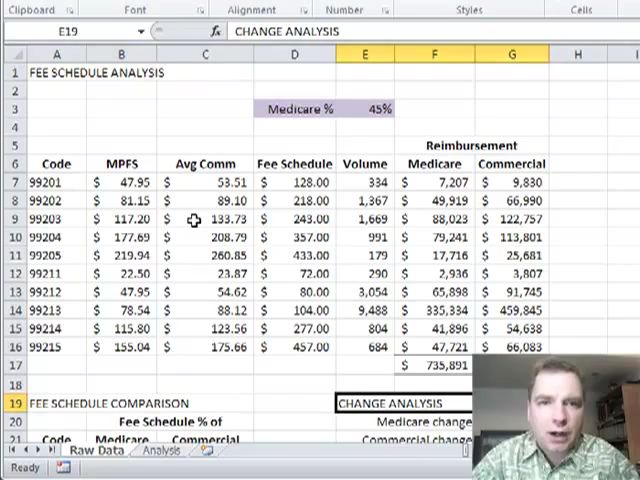 Clipboard Font Alignment Number Styles Cells
E19 fx CHANGE ANALYSIS
A B C D E F G H
1 FEE SCHEDULE ANALYSIS
2
3 Medicare % 45%
4
5 Reimbursement
6 Code MPFS Avg Comm Fee Schedule Volume Medicare Commercial
7 99201 $ 47.95 $ 53.51 $ 128.00 334 $ 7,207 $ 9,830
8 99202 $ 81.15 $ 89.10 $ 218.00 1,367 $ 49,919 $ 66,990
9 99203 $ 117.20 $ 133.73 $ 243.00 1,669 $ 88,023 $ 122,757
10 99204 $ 177.69 $ 208.79 $ 357.00 991 $ 79,241 $ 113,801
11 99205 $ 219.94 $ 260.85 $ 433.00 179 $ 17,716 $ 25,681
12 99211 $ 22.50 $ 23.87 $ 72.00 290 $ 2,936 $ 3,807
13 99212 $ 47.95 $ 54.62 $ 80.00 3,054 $ 65,898 $ 91,745
14 99213 $ 78.54 $ 88.12 $ 104.00 9,488 $ 335,334 $ 459,845
15 99214 $ 115.80 $ 123.56 $ 277.00 804 $ 41,896 $ 54,638
16 99215 $ 155.04 $ 175.66 $ 457.00 684 $ 47,721 $ 66,083
17 $ 735,891
18
19 FEE SCHEDULE COMPARISON CHANGE ANALYSIS
20 Fee Schedule % of Medicare change
21 Code Medicare Commercial Commercial change
Raw Data Analysis
Ready